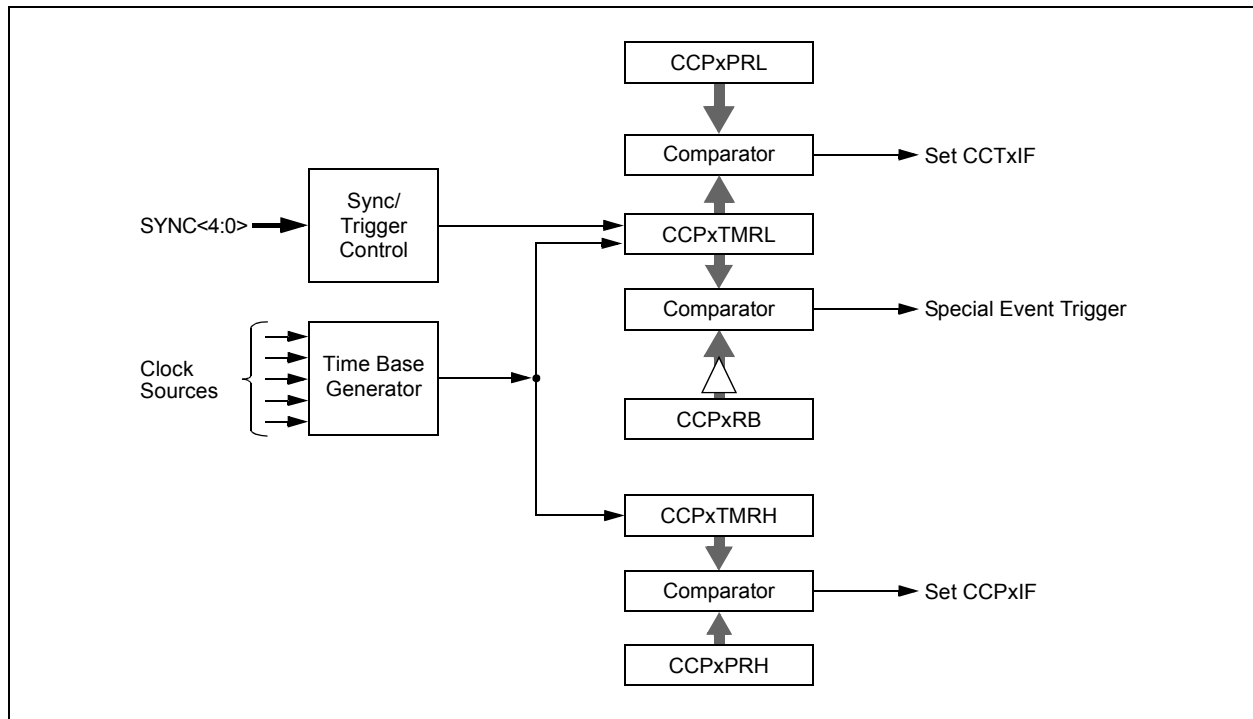 CCPxPRL
Comparator
Set CCTxIF
Sync/
Trigger
Control
SYNC<4:0>
CCPxTMRL
Comparator
Special Event Trigger
Clock
Sources
Time Base
Generator
CCPxRB
CCPxTMRH
Comparator
Set CCPxIF
CCPxPRH